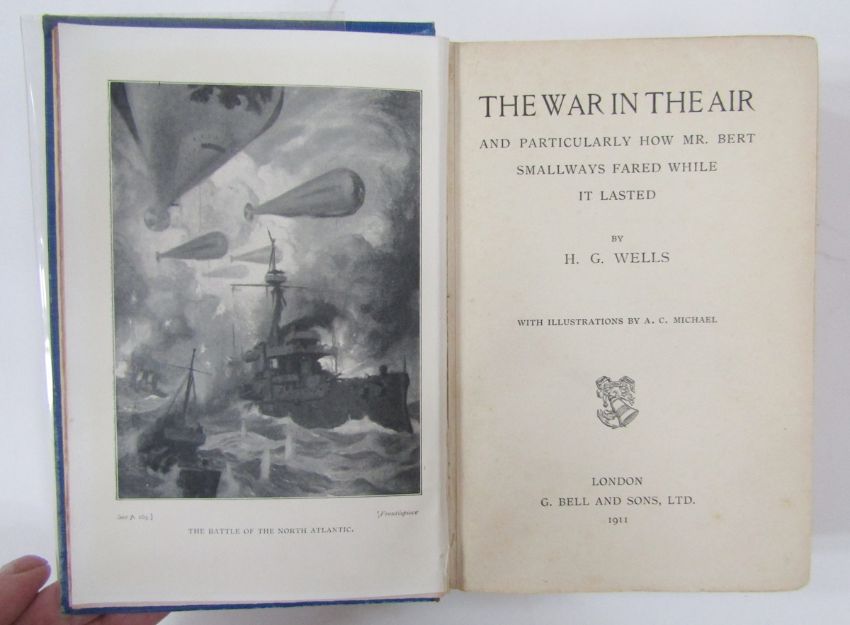 See p. 165.]
[Frontispiece
THE BATTLE OF THE NORTH ATLANTIC.
THE WAR IN THE AIR
AND PARTICULARLY HOW MR. BERT
SMALLWAYS FARED WHILE
IT LASTED
BY
H. G. WELLS
WITH ILLUSTRATIONS BY A. C. MICHAEL
LONDON
G. BELL AND SONS, LTD.
1911